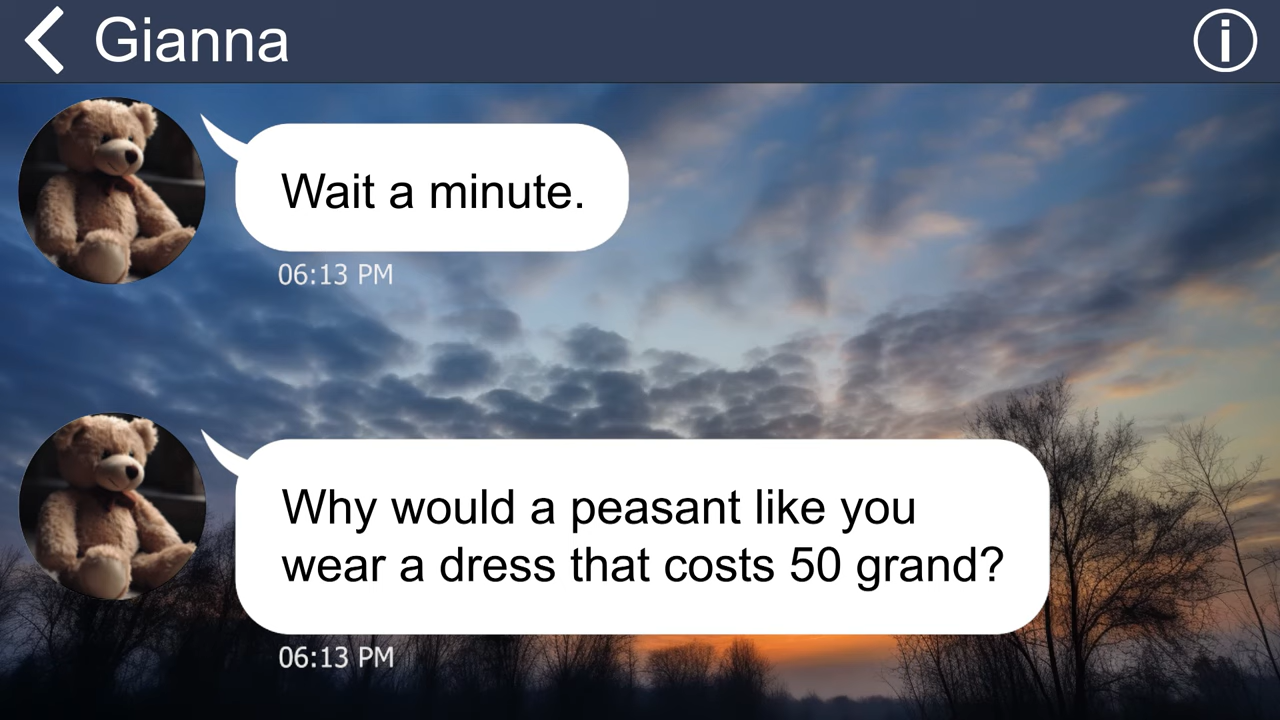 Gianna
Wait a minute.
06:13 PM
Why would a peasant like you
wear a dress that costs 50 grand?
06:13 PM